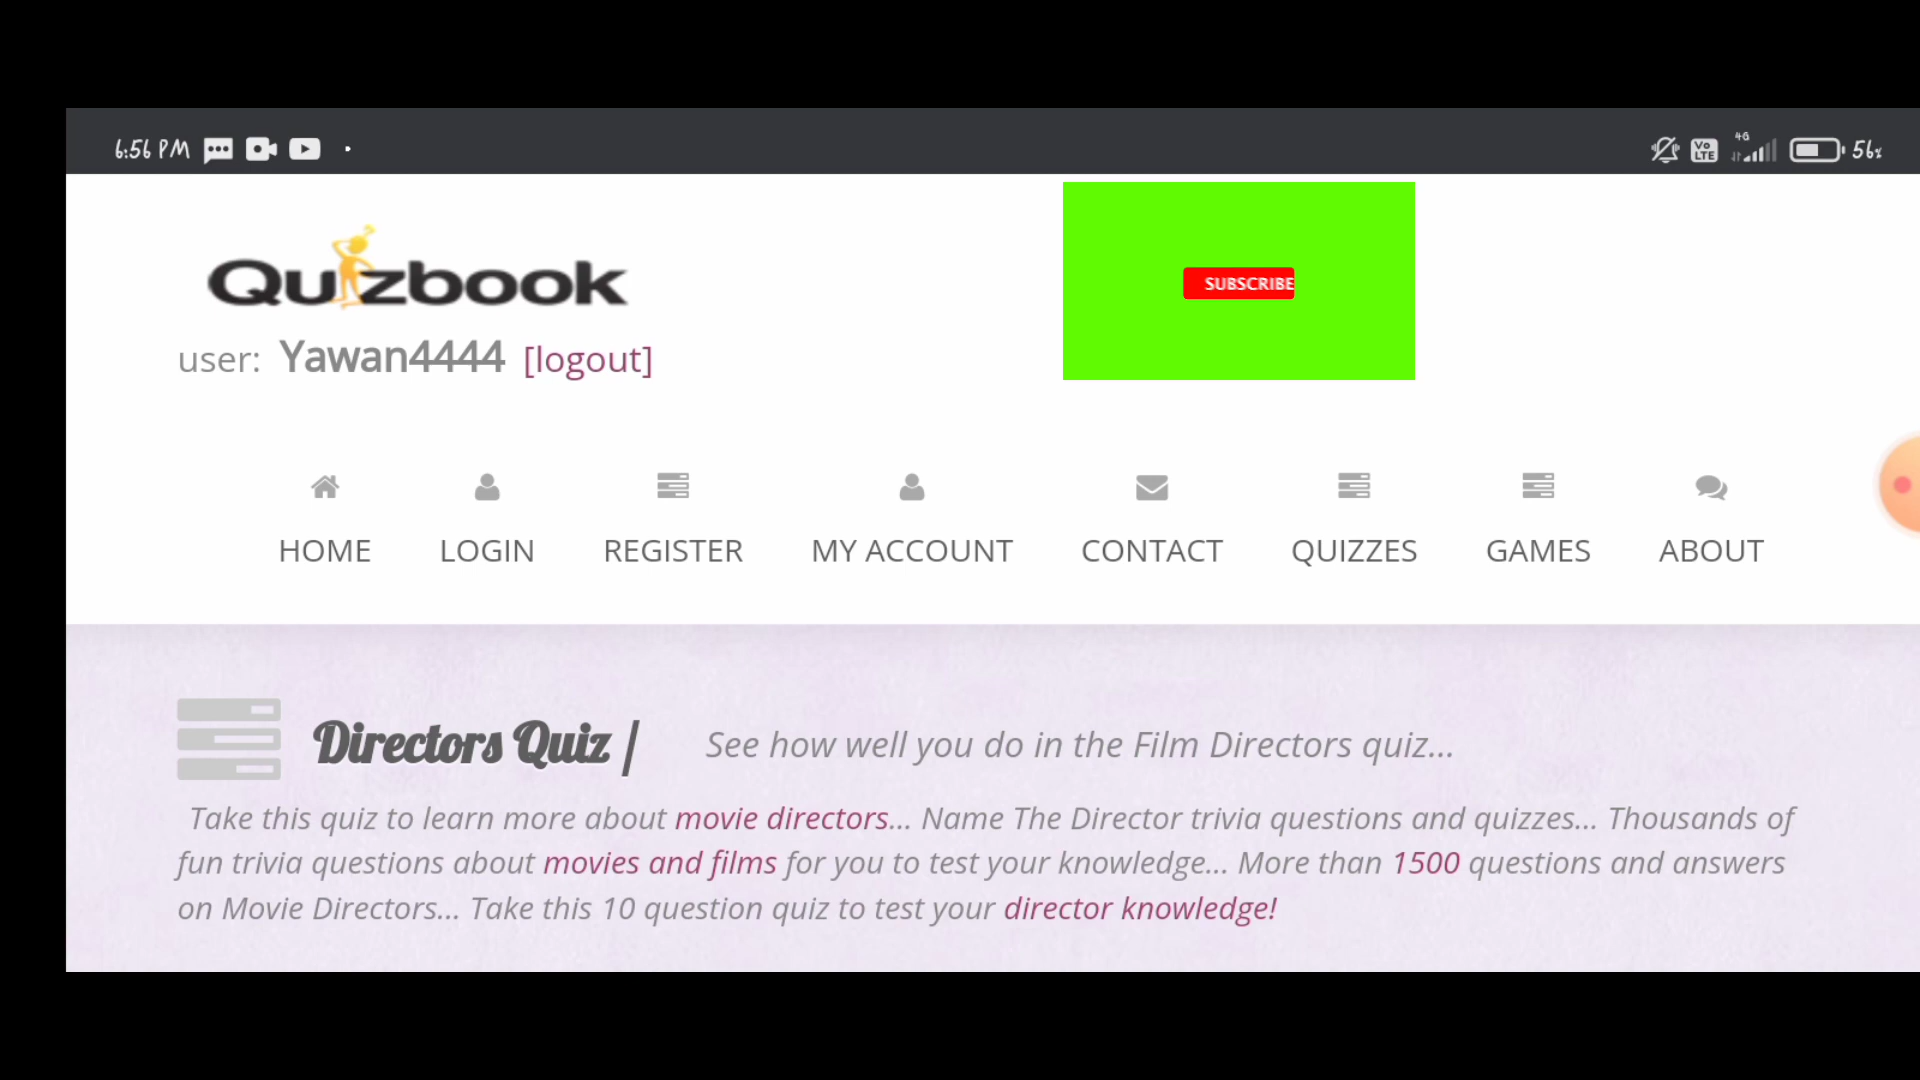 6:56 PM
4G
Vo LTE
56%
Quizbook
SUBSCRIBE
user: Yawan4444 [logout]
HOME LOGIN REGISTER MY ACCOUNT CONTACT QUIZZES GAMES ABOUT
Directors Quiz / See how well you do in the Film Directors quiz...
Take this quiz to learn more about movie directors... Name The Director trivia questions and quizzes... Thousands of
fun trivia questions about movies and films for you to test your knowledge... More than 1500 questions and answers
on Movie Directors... Take this 10 question quiz to test your director knowledge!